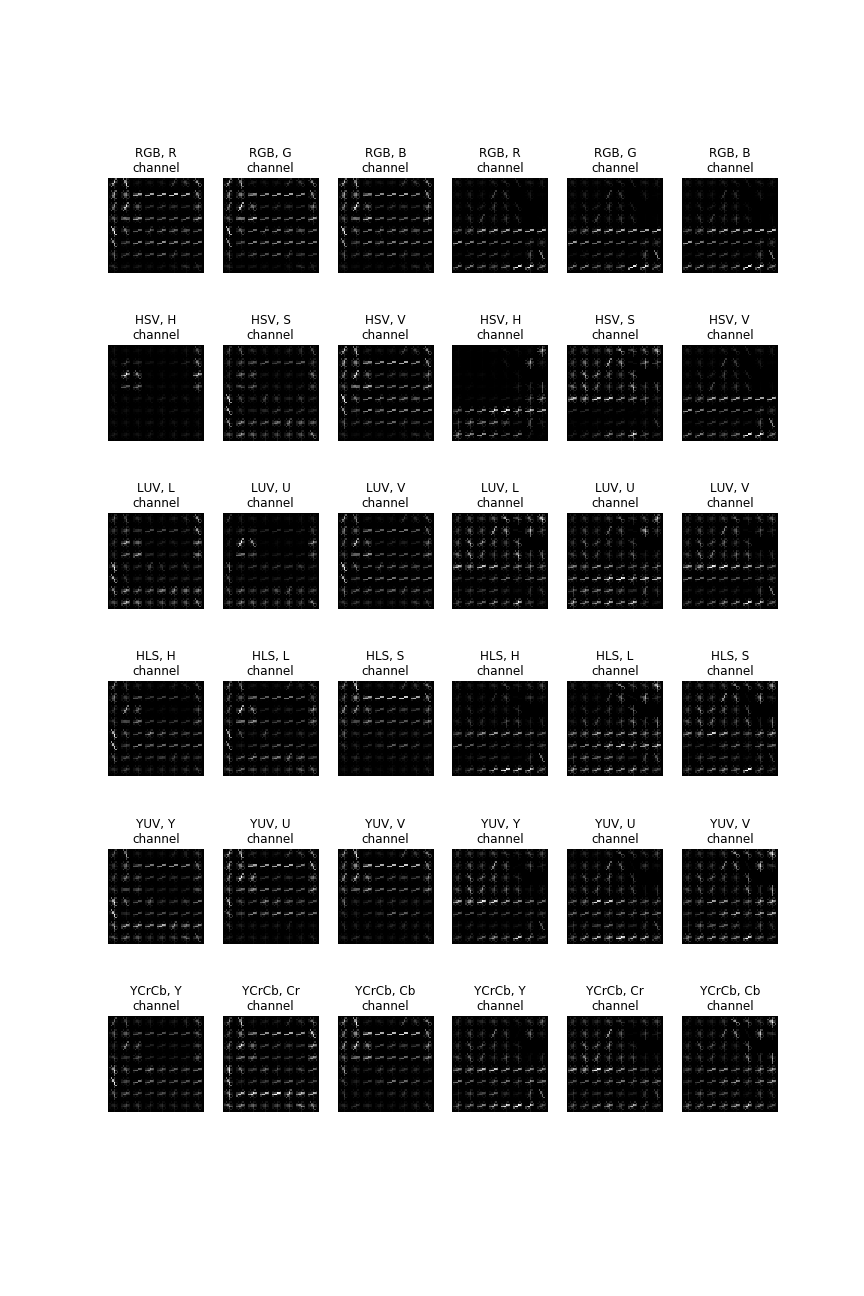 RGB, R
channel
RGB, G
channel
RGB, B
channel
RGB, R
channel
RGB, G
channel
RGB, B
channel
HSV, H
channel
HSV, S
channel
HSV, V
channel
HSV, H
channel
HSV, S
channel
HSV, V
channel
LUV, L
channel
LUV, U
channel
LUV, V
channel
LUV, L
channel
LUV, U
channel
LUV, V
channel
HLS, H
channel
HLS, L
channel
HLS, S
channel
HLS, H
channel
HLS, L
channel
HLS, S
channel
YUV, Y
channel
YUV, U
channel
YUV, V
channel
YUV, Y
channel
YUV, U
channel
YUV, V
channel
YCrCb, Y
channel
YCrCb, Cr
channel
YCrCb, Cb
channel
YCrCb, Y
channel
YCrCb, Cr
channel
YCrCb, Cb
channel